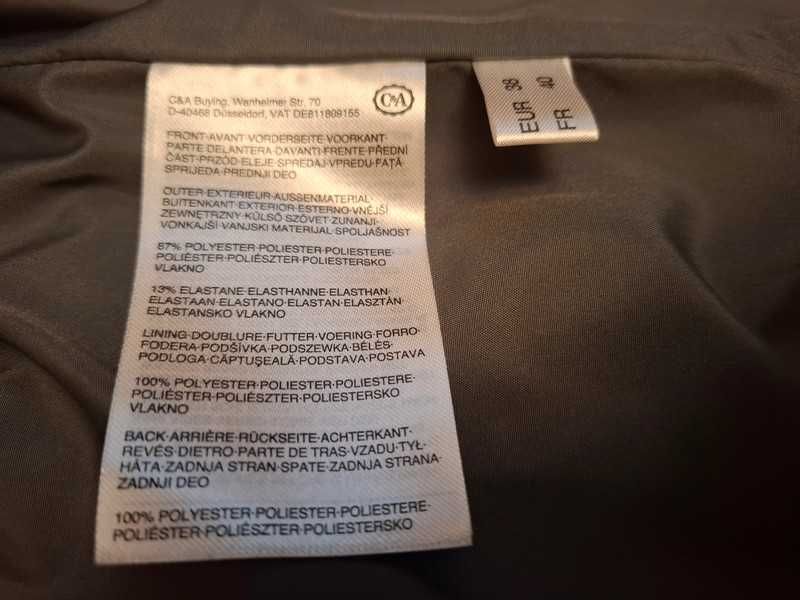 C&A Buying, Wanheimer Str. 70
D-40468 Düsseldorf, VAT DE811809155
C&A
FRONT·AVANT·VORDERSEITE·VOORKANT·
PARTE DELANTERA·DAVANTI·FRENTE·PŘEDNÍ
ČÁST·PRZÓD·ELEJE·SPREDAJ·VPREDU·FAȚĂ·
SPRIJEDA·PREDNJI DEO
OUTER·EXTERIEUR·AUSSENMATERIAL·
BUITENKANT·EXTERIOR·ESTERNO·VNĚJŠÍ·
ZEWNĘTRZNY·KÜLSŐ SZÖVET·ZUNANJI·
VONKAJŠÍ·VANJSKI MATERIJAL·SPOLJAŠNOST
87% POLYESTER·POLIESTER·POLIESTERE·
POLIÉSTER·POLIÉSZTER·POLIESTERSKO
VLAKNO
13% ELASTANE·ELASTHANNE·ELASTHAN·
ELASTAAN·ELASTANO·ELASTAN·ELASZTÁN·
ELASTANSKO VLAKNO
LINING·DOUBLURE·FUTTER·VOERING·FORRO·
FODERA·PODŠÍVKA·PODSZEWKA·BÉLÉS·
PODLOGA·CĂPTUȘEALĂ·PODSTAVA·POSTAVA
100% POLYESTER·POLIESTER·POLIESTERE·
POLIÉSTER·POLIÉSZTER·POLIESTERSKO
VLAKNO
BACK·ARRIÈRE·RÜCKSEITE·ACHTERKANT·
REVÉS·DIETRO·PARTE DE TRAS·VZADU·TYŁ·
HÁTA·ZADNJA STRAN·SPATE·ZADNJA STRANA·
ZADNJI DEO
100% POLYESTER·POLIESTER·POLIESTERE·
POLIÉSTER·POLIÉSZTER·POLIESTERSKO
EUR 38
FR 40